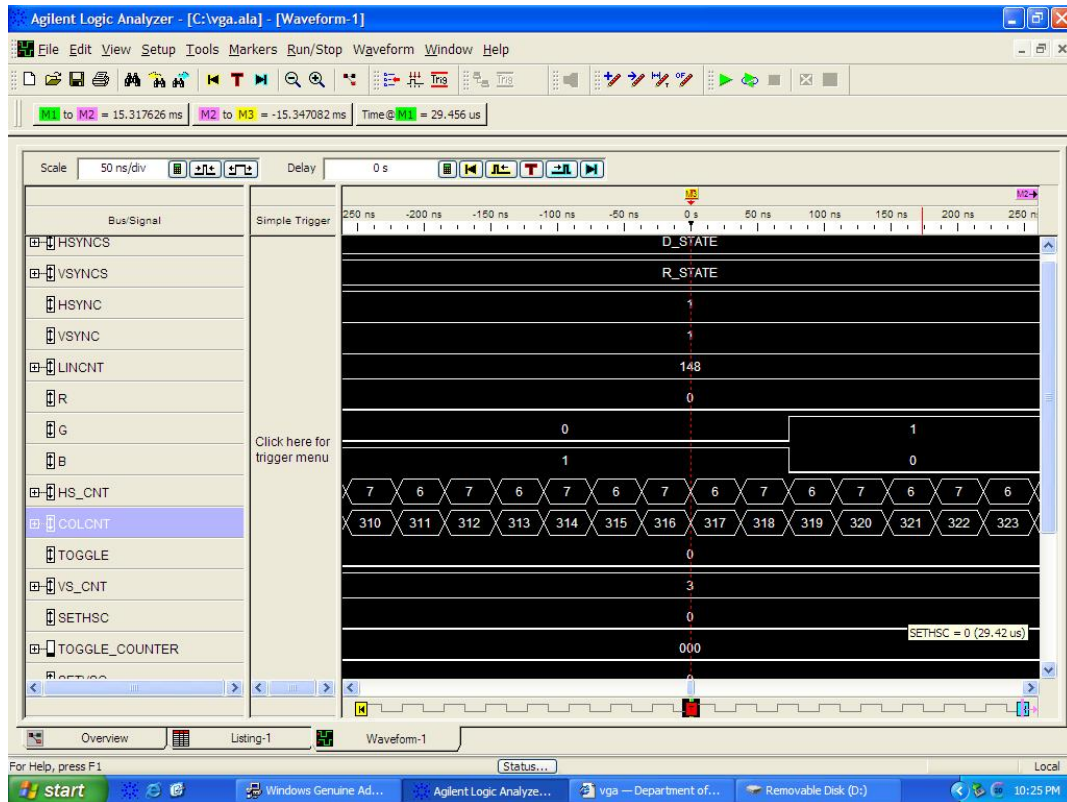 Agilent Logic Analyzer - [C:\vga.ala] - [Waveform-1]
File Edit View Setup Tools Markers Run/Stop Waveform Window Help
M1 to M2 = 15.317626 ms M2 to M3 = -15.347082 ms Time@M1 = 29.456 us
Scale 50 ns/div Delay 0 s
M3 M2
Bus/Signal Simple Trigger 250 ns -200 ns -150 ns -100 ns -50 ns 0 s 50 ns 100 ns 150 ns 200 ns 250 n
HSYNCS D_STATE
VSYNCS R_STATE
HSYNC 1
VSYNC 1
LINCNT 148
R 0
G 0 1
Click here for
trigger menu
B 1 0
HS_CNT 7 6 7 6 7 6 7 6 7 6 7 6 7 6
COLCNT 310 311 312 313 314 315 316 317 318 319 320 321 322 323
TOGGLE 0
VS_CNT 3
SETHSC 0
SETHSC = 0 (29.42 us)
TOGGLE_COUNTER 000
Overview Listing-1 Waveform-1
For Help, press F1 Status... Local
start Windows Genuine Ad... Agilent Logic Analyze... vga — Department of... Removable Disk (D:) 10:25 PM